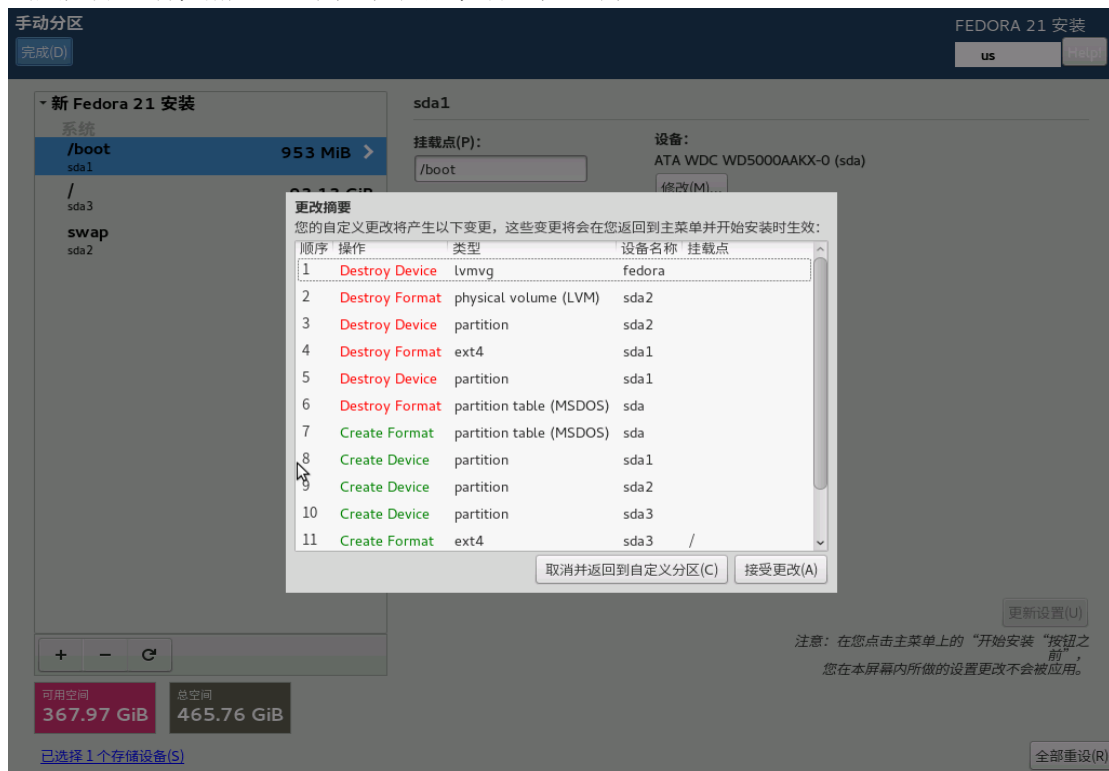 手动分区
FEDORA 21 安装
完成(D)
us
Help!
新 Fedora 21 安装
系统
/boot
953 MiB
sda1
/
sda3
swap
sda2
sda1
挂载点(P)：
/boot
设备：
ATA WDC WD5000AAKX-0 (sda)
修改(M)...
更改摘要
您的自定义更改将产生以下变更，这些变更将会在您返回到主菜单并开始安装时生效：
顺序 操作 类型 设备名称 挂载点
1 Destroy Device lvmvg fedora
2 Destroy Format physical volume (LVM) sda2
3 Destroy Device partition sda2
4 Destroy Format ext4 sda1
5 Destroy Device partition sda1
6 Destroy Format partition table (MSDOS) sda
7 Create Format partition table (MSDOS) sda
8 Create Device partition sda1
9 Create Device partition sda2
10 Create Device partition sda3
11 Create Format ext4 sda3 /
取消并返回到自定义分区(C) 接受更改(A)
更新设置(U)
注意：在您点击主菜单上的“开始安装“按钮之
前”，
您在本屏幕内所做的设置更改不会被应用。
可用空间
367.97 GiB
总空间
465.76 GiB
已选择 1 个存储设备(S)
全部重设(R)